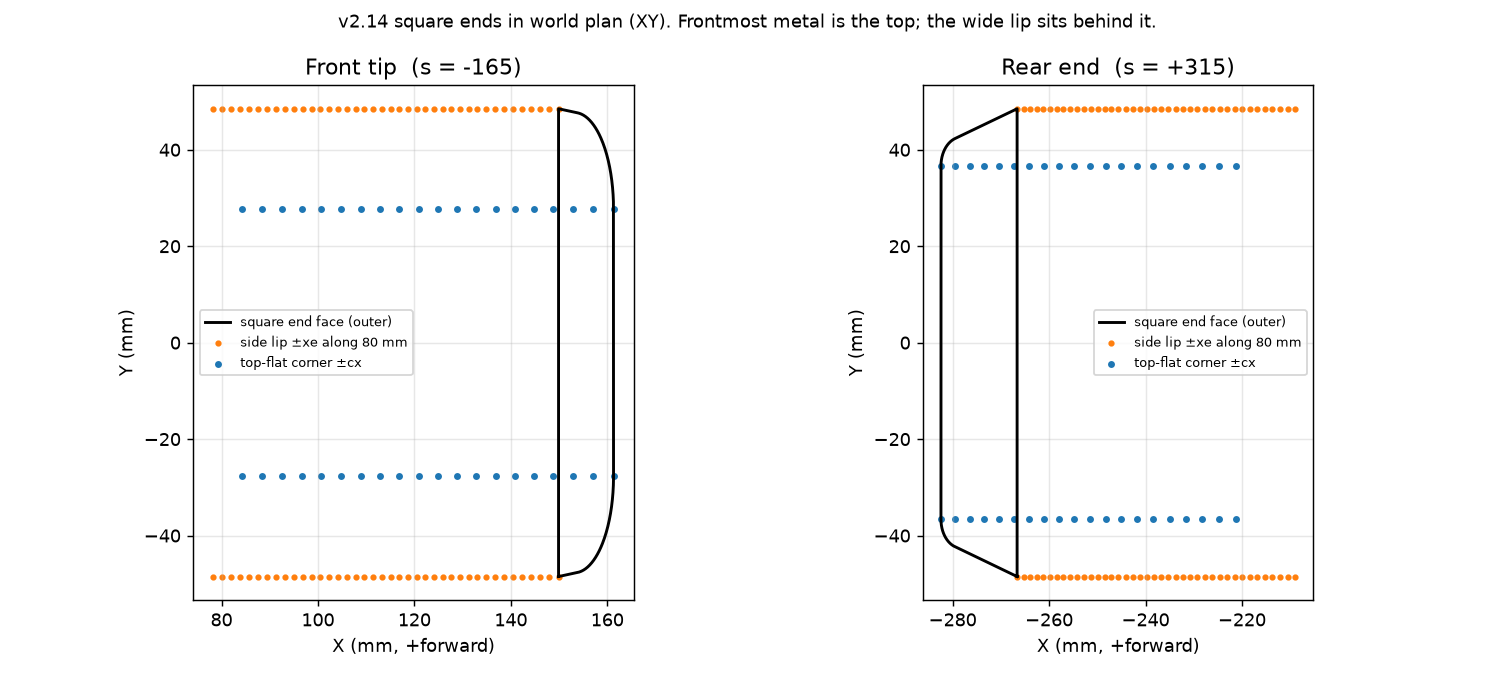 v2.14 square ends in world plan (XY). Frontmost metal is the top; the wide lip sits behind it.
Front tip  (s = -165)
40
20
0
−20
−40
Y (mm)
square end face (outer)
side lip ±xe along 80 mm
top-flat corner ±cx
80
100
120
140
160
X (mm, +forward)
Rear end  (s = +315)
40
20
0
−20
−40
Y (mm)
square end face (outer)
side lip ±xe along 80 mm
top-flat corner ±cx
−280
−260
−240
−220
X (mm, +forward)